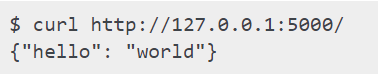 $ curl http://127.0.0.1:5000/
{"hello": "world"}